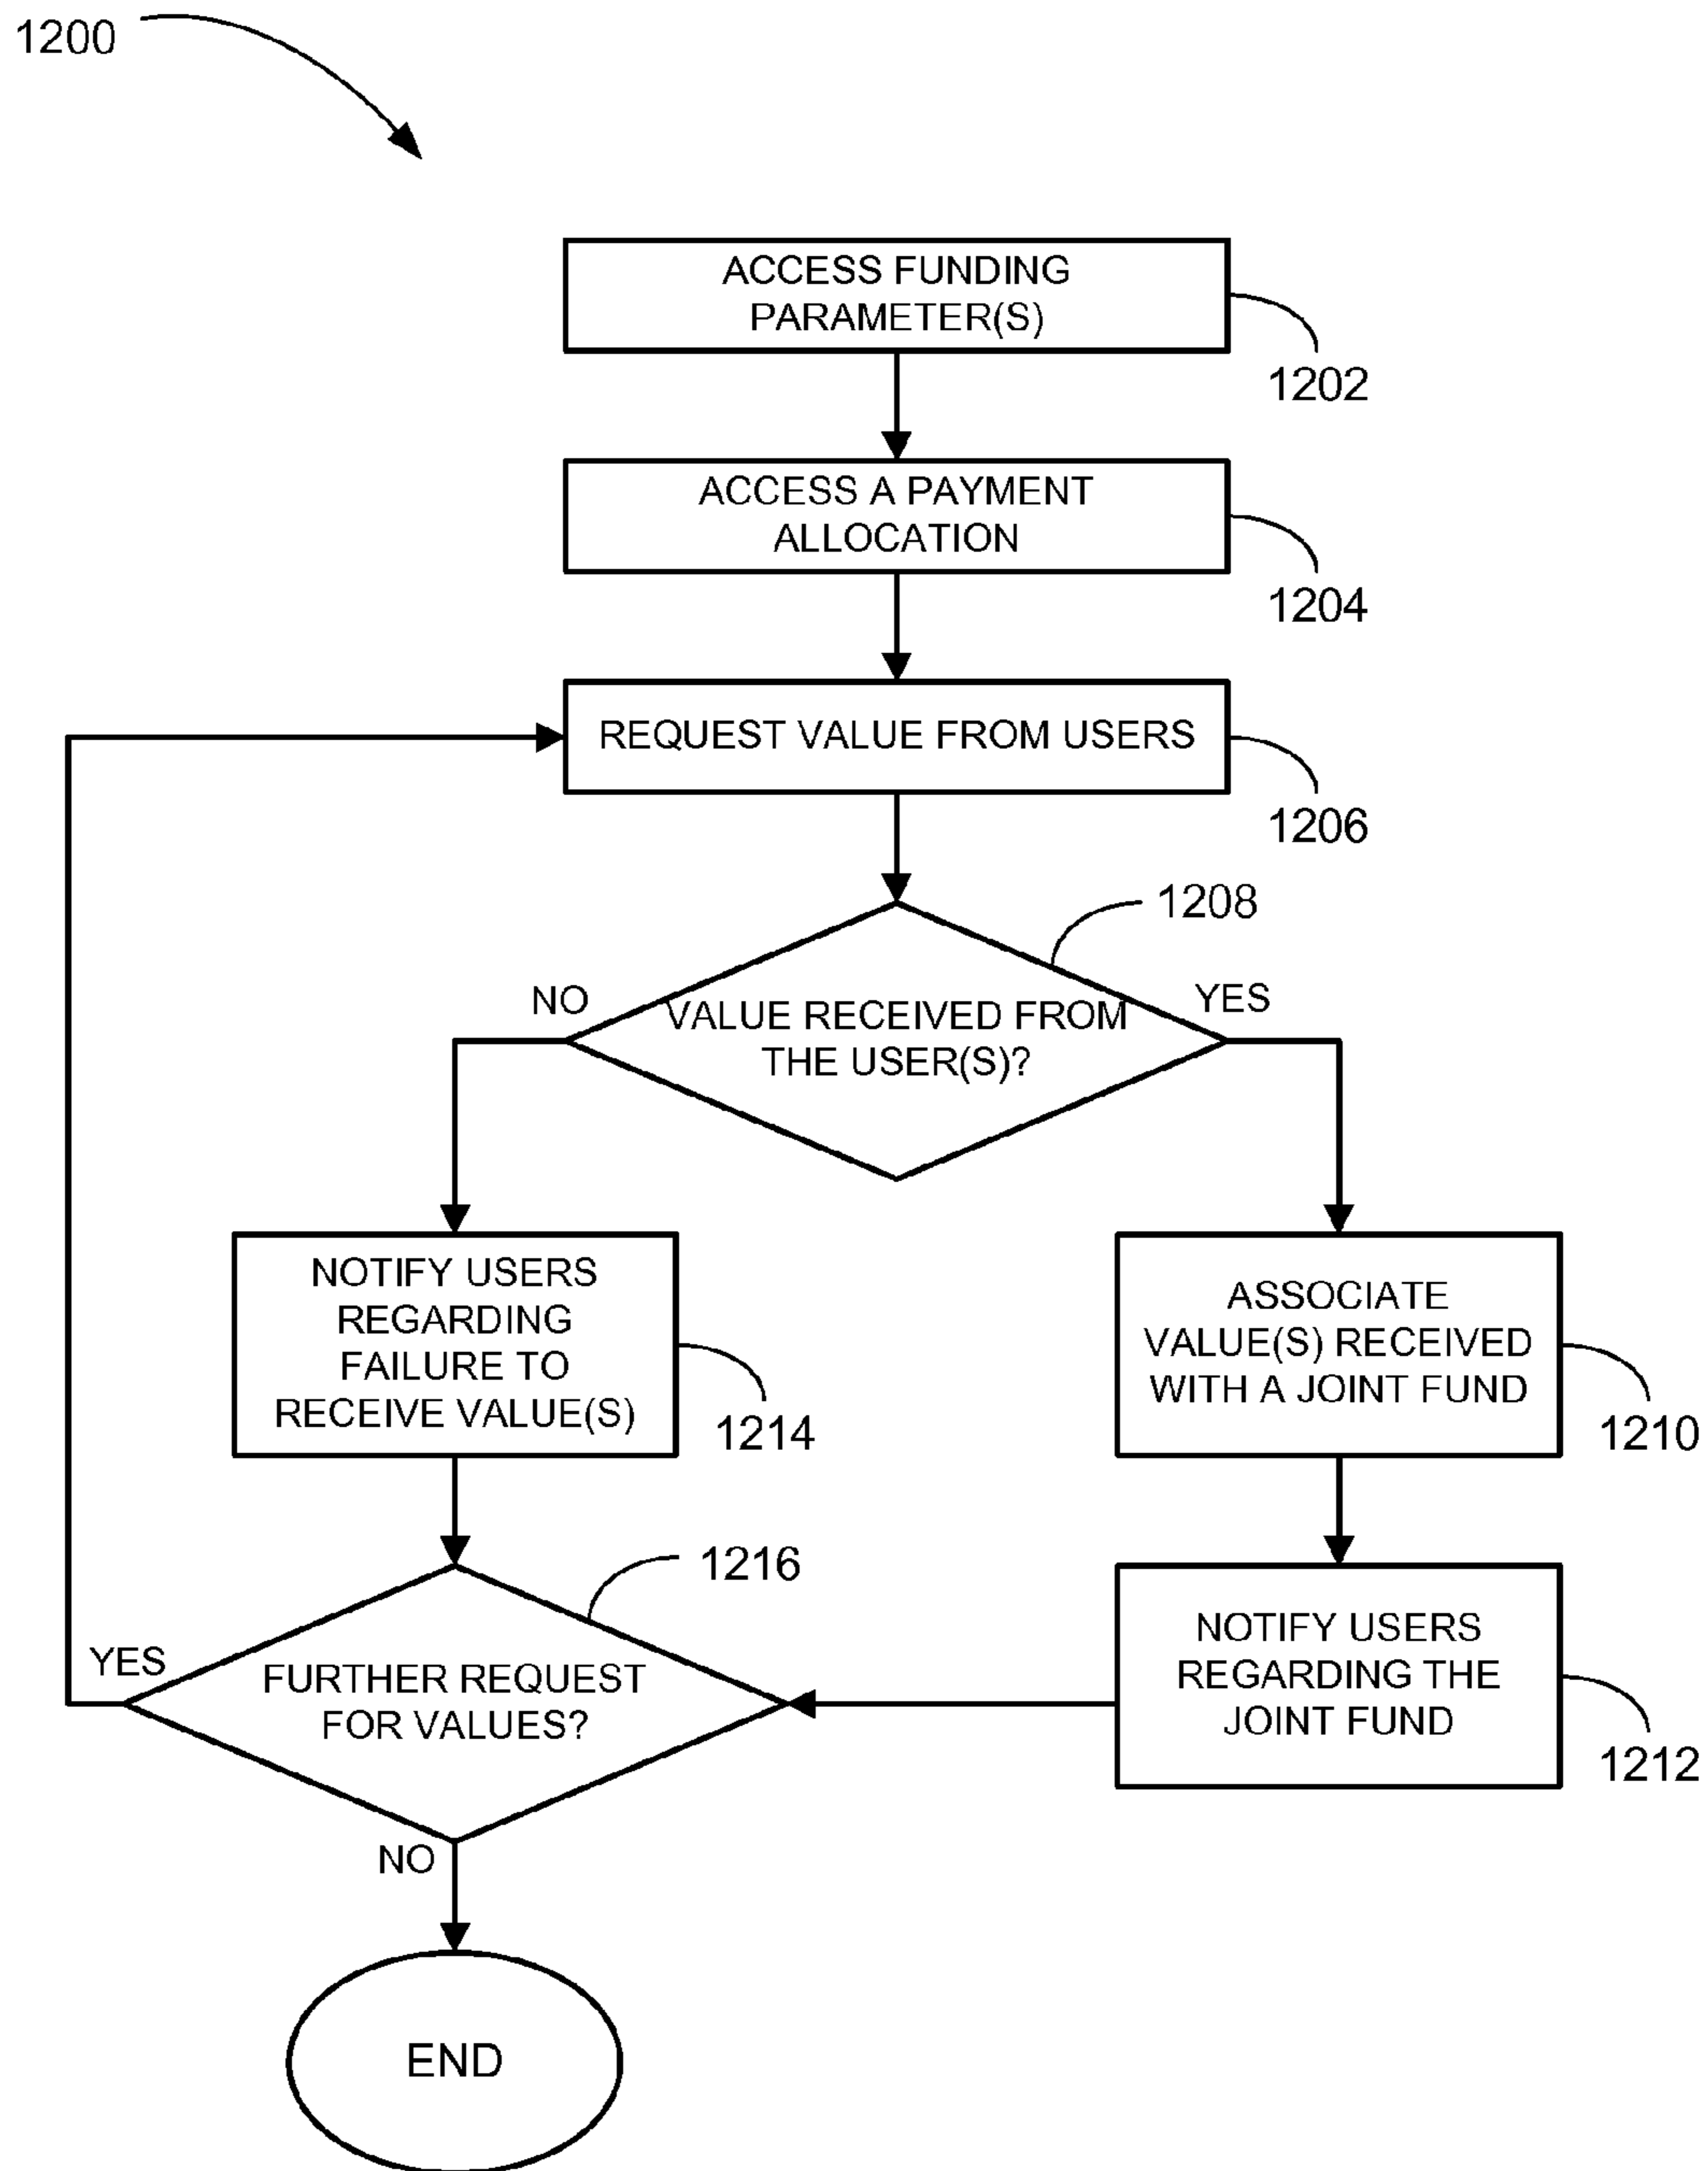 1200
ACCESS FUNDING
PARAMETER(S)
1202
ACCESS A PAYMENT
ALLOCATION
1204
REQUEST VALUE FROM USERS
1206
1208
NO
YES
VALUE RECEIVED FROM
THE USER(S)?
NOTIFY USERS
REGARDING
FAILURE TO
RECEIVE VALUE(S)
1214
ASSOCIATE
VALUE(S) RECEIVED
WITH A JOINT FUND
1210
1216
YES
FURTHER REQUEST
FOR VALUES?
NOTIFY USERS
REGARDING THE
JOINT FUND
1212
NO
END